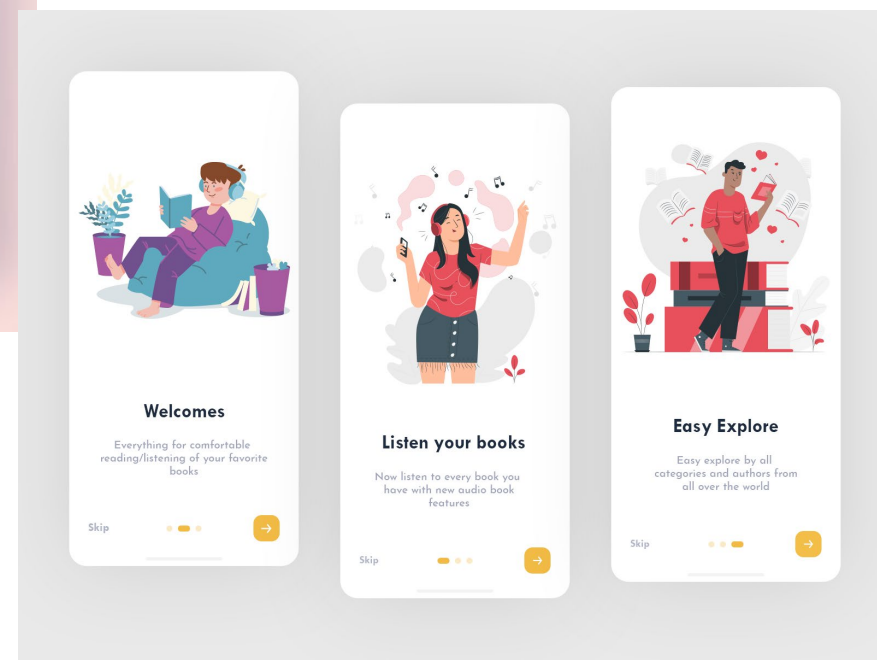 Welcomes
Everything for comfortable
reading/listening of your favorite
books
Skip
Listen your books
Now listen to every book you
have with new audio book
features
Skip
Easy Explore
Easy explore by all
categories and authors from
all over the world
Skip